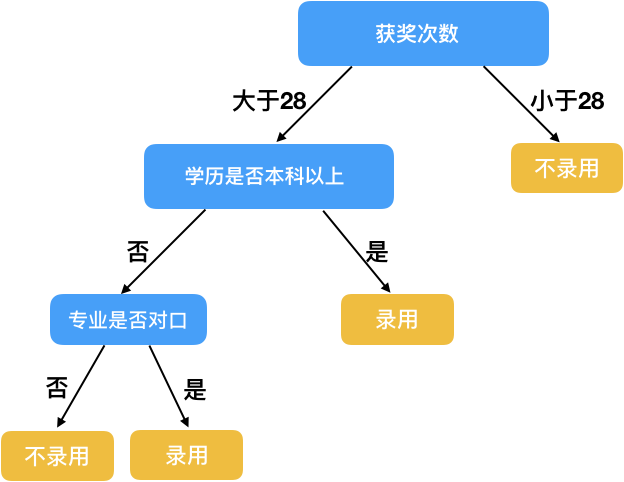 获奖次数
大于28
小于28
学历是否本科以上
不录用
否
是
专业是否对口
录用
否
是
不录用
录用